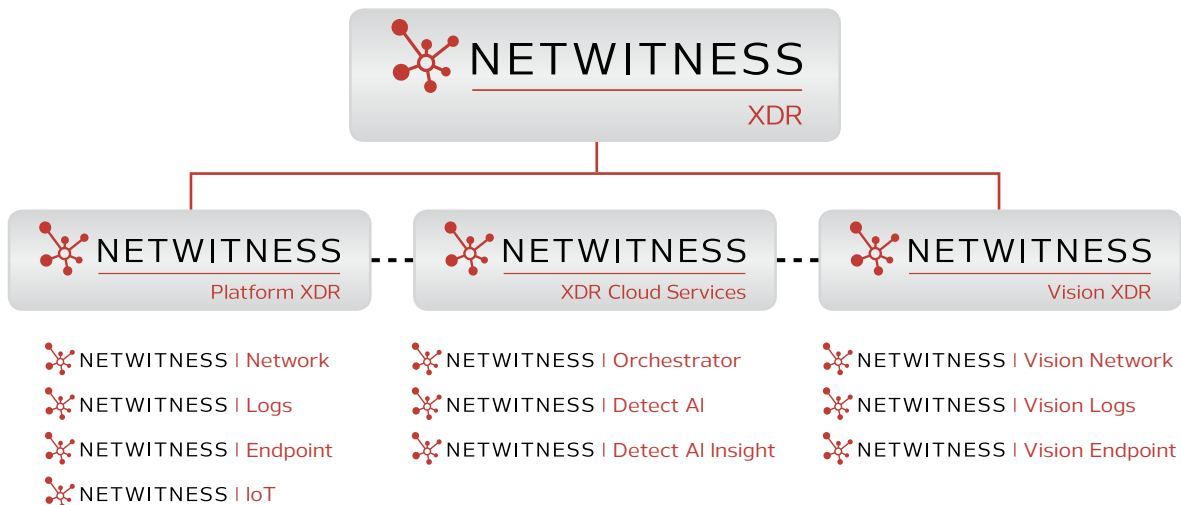 NETWITNESS
XDR
NETWITNESS
Platform XDR
NETWITNESS
XDR Cloud Services
NETWITNESS
Vision XDR
NETWITNESS | Network
NETWITNESS | Logs
NETWITNESS | Endpoint
NETWITNESS | IoT
NETWITNESS | Orchestrator
NETWITNESS | Detect AI
NETWITNESS | Detect AI Insight
NETWITNESS | Vision Network
NETWITNESS | Vision Logs
NETWITNESS | Vision Endpoint